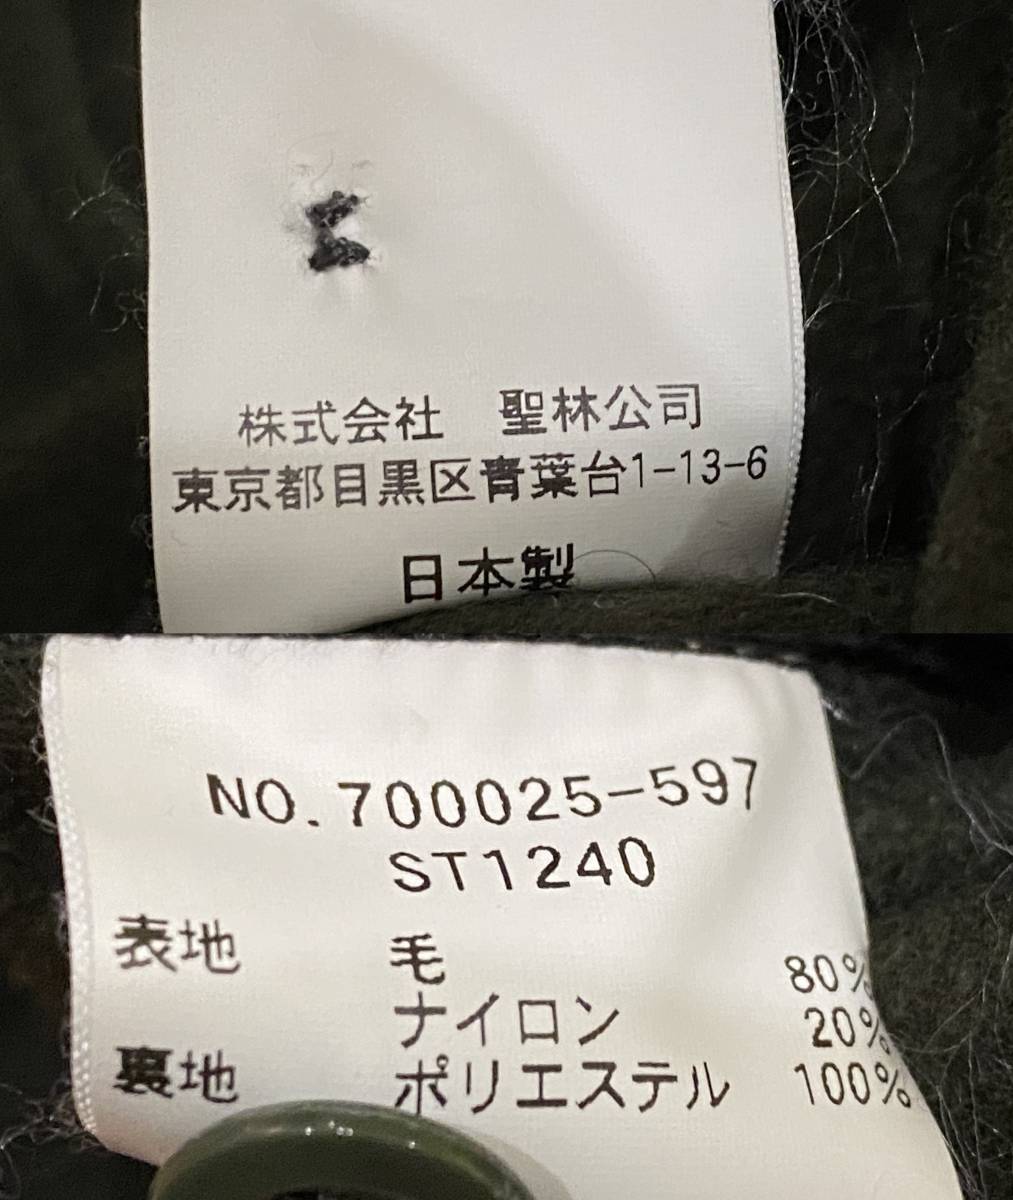 株式会社 聖林公司
東京都目黒区青葉台1-13-6
日本製
NO.700025-597
ST1240
表地 毛 80%
ナイロン 20%
裏地 ポリエステル 100%